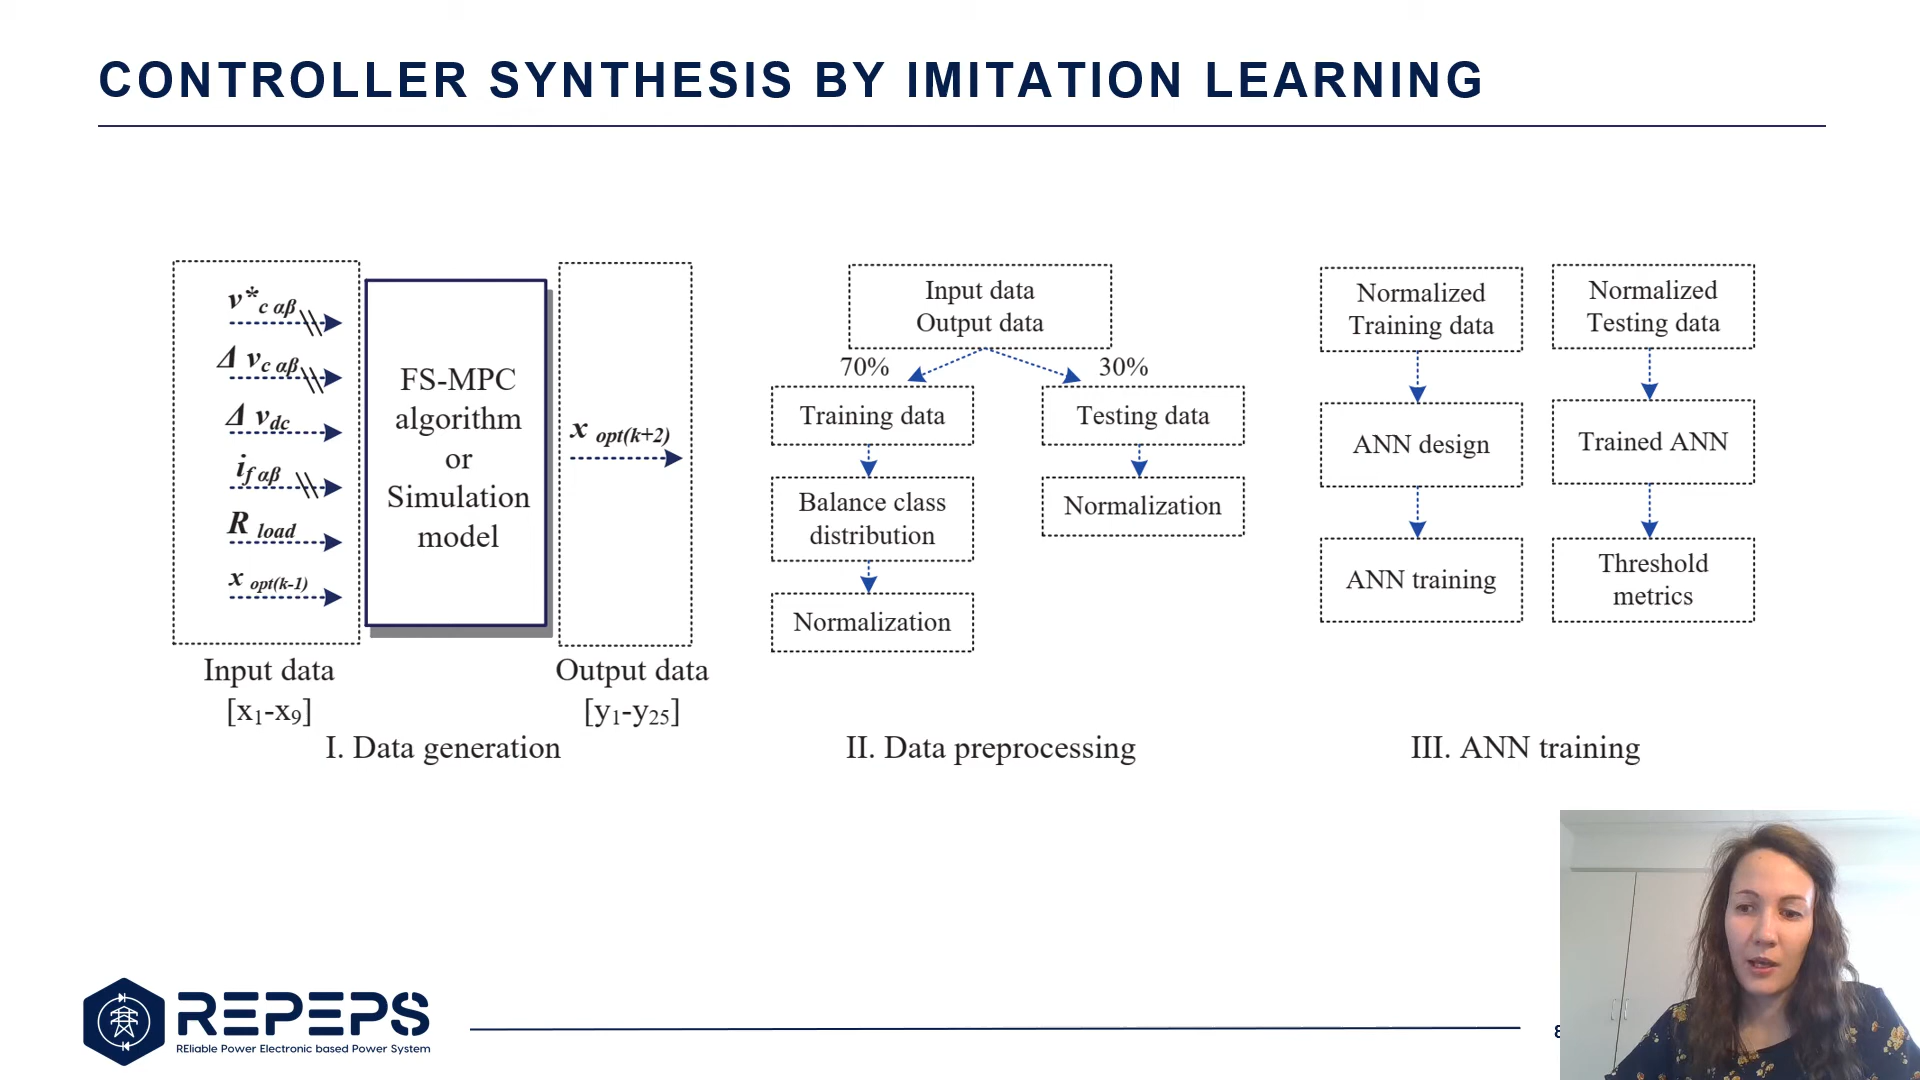 CONTROLLER SYNTHESIS BY IMITATION LEARNING
v*c αβ
Δ vc αβ
Δ vdc
if αβ
R load
x opt(k-1)
FS-MPC
algorithm
or
Simulation
model
x opt(k+2)
Input data
[x1-x9]
Output data
[y1-y25]
I. Data generation
Input data
Output data
70%
30%
Training data
Testing data
Balance class
distribution
Normalization
Normalization
II. Data preprocessing
Normalized
Training data
Normalized
Testing data
ANN design
Trained ANN
ANN training
Threshold
metrics
III. ANN training
REPEPS
REliable Power Electronic based Power System